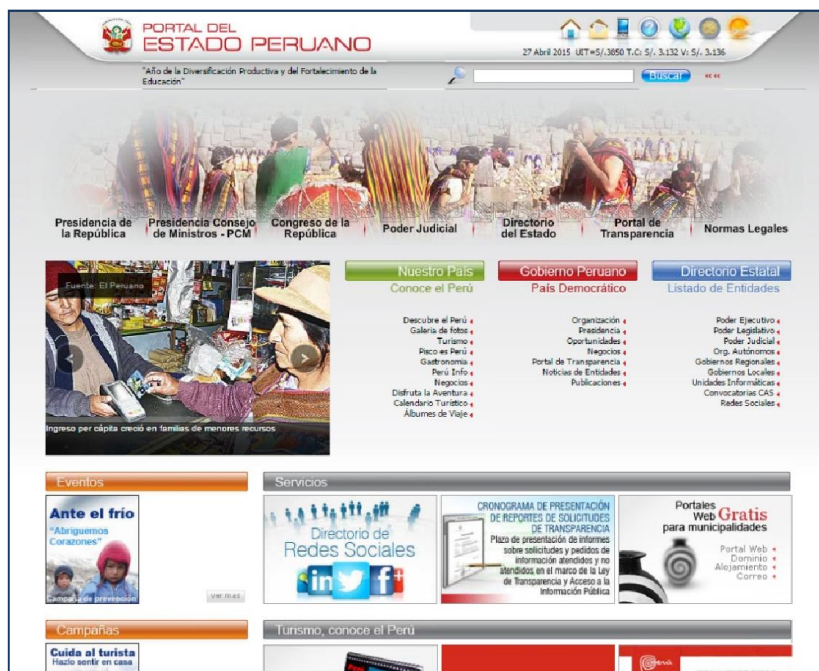 PORTAL DEL
ESTADO PERUANO
27 Abril 2015 UIT=S/.3850 T.C: S/. 3.132 V: S/. 3.136
"Año de la Diversificación Productiva y del Fortalecimiento de la
Educación"
Buscar
Presidencia de
la República
Presidencia Consejo
de Ministros - PCM
Congreso de la
República
Poder Judicial
Directorio
del Estado
Portal de
Transparencia
Normas Legales
Fuente: El Peruano
Ingreso per cápita creció en familias de menores recursos
Nuestro País
Conoce el Perú
Descubre el Perú
Galería de fotos
Turismo
Pisco es Perú
Gastronomía
Perú Info
Negocios
Disfruta la Aventura
Calendario Turístico
Álbumes de Viaje
Gobierno Peruano
País Democrático
Organización
Presidencia
Oportunidades
Negocios
Portal de Transparencia
Noticias de Entidades
Publicaciones
Directorio Estatal
Listado de Entidades
Poder Ejecutivo
Poder Legislativo
Poder Judicial
Org. Autónomos
Gobiernos Regionales
Gobiernos Locales
Unidades Informáticas
Convocatorias CAS
Redes Sociales
Eventos
Ante el frío
"Abriguemos
Corazones"
Campaña de prevención
ver más
Servicios
Directorio de
Redes Sociales
in
f
CRONOGRAMA DE PRESENTACIÓN
DE REPORTES DE SOLICITUDES
DE TRANSPARENCIA
Plazo de presentación de informes
sobre solicitudes y pedidos de
información atendidos y no
atendidos, en el marco de la Ley
de Transparencia y Acceso a la
Información Pública
Portales
Web Gratis
para municipalidades
Portal Web
Dominio
Alojamiento
Correo
Campañas
Cuida al turista
Hazlo sentir en casa
Turismo, conoce el Perú